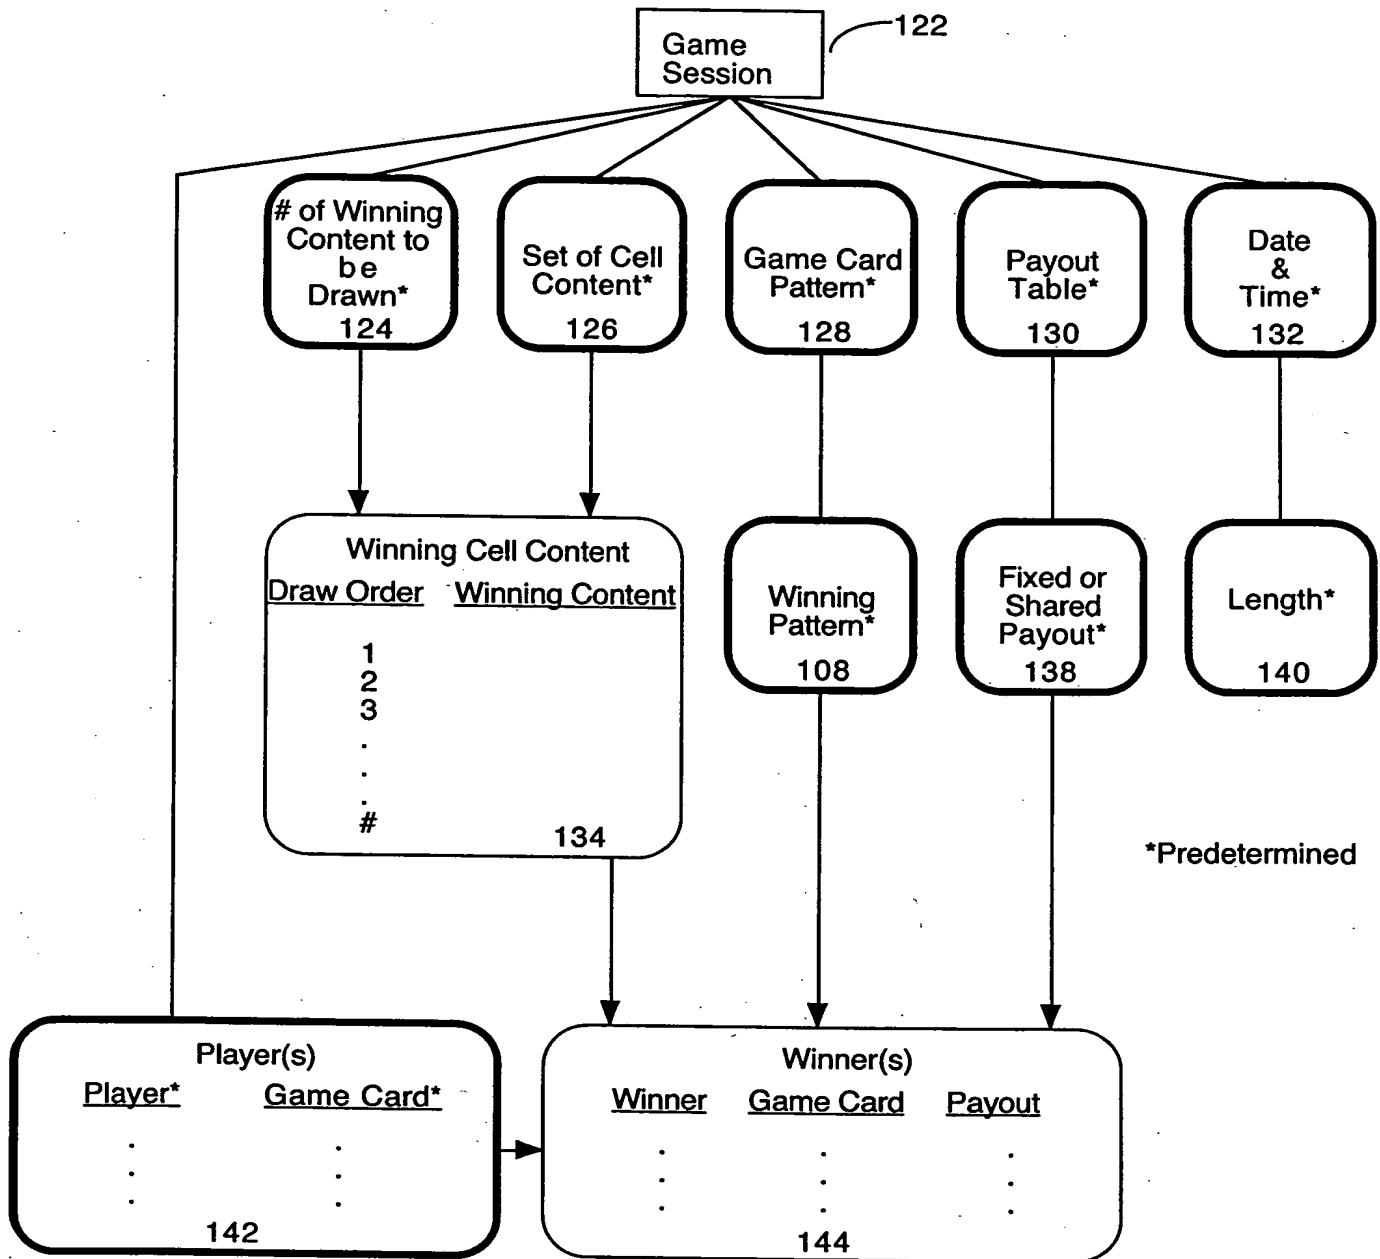 Game
Session
122
# of Winning
Content to
be
Drawn*
124
Set of Cell
Content*
126
Game Card
Pattern*
128
Payout
Table*
130
Date
&
Time*
132
Winning Cell Content
Draw Order Winning Content
1
2
3
.
.
.
#
134
Winning
Pattern*
108
Fixed or
Shared
Payout*
138
Length*
140
*Predetermined
Player(s)
Player* Game Card*
. .
. .
. .
142
Winner(s)
Winner Game Card Payout
. . .
. . .
. . .
144